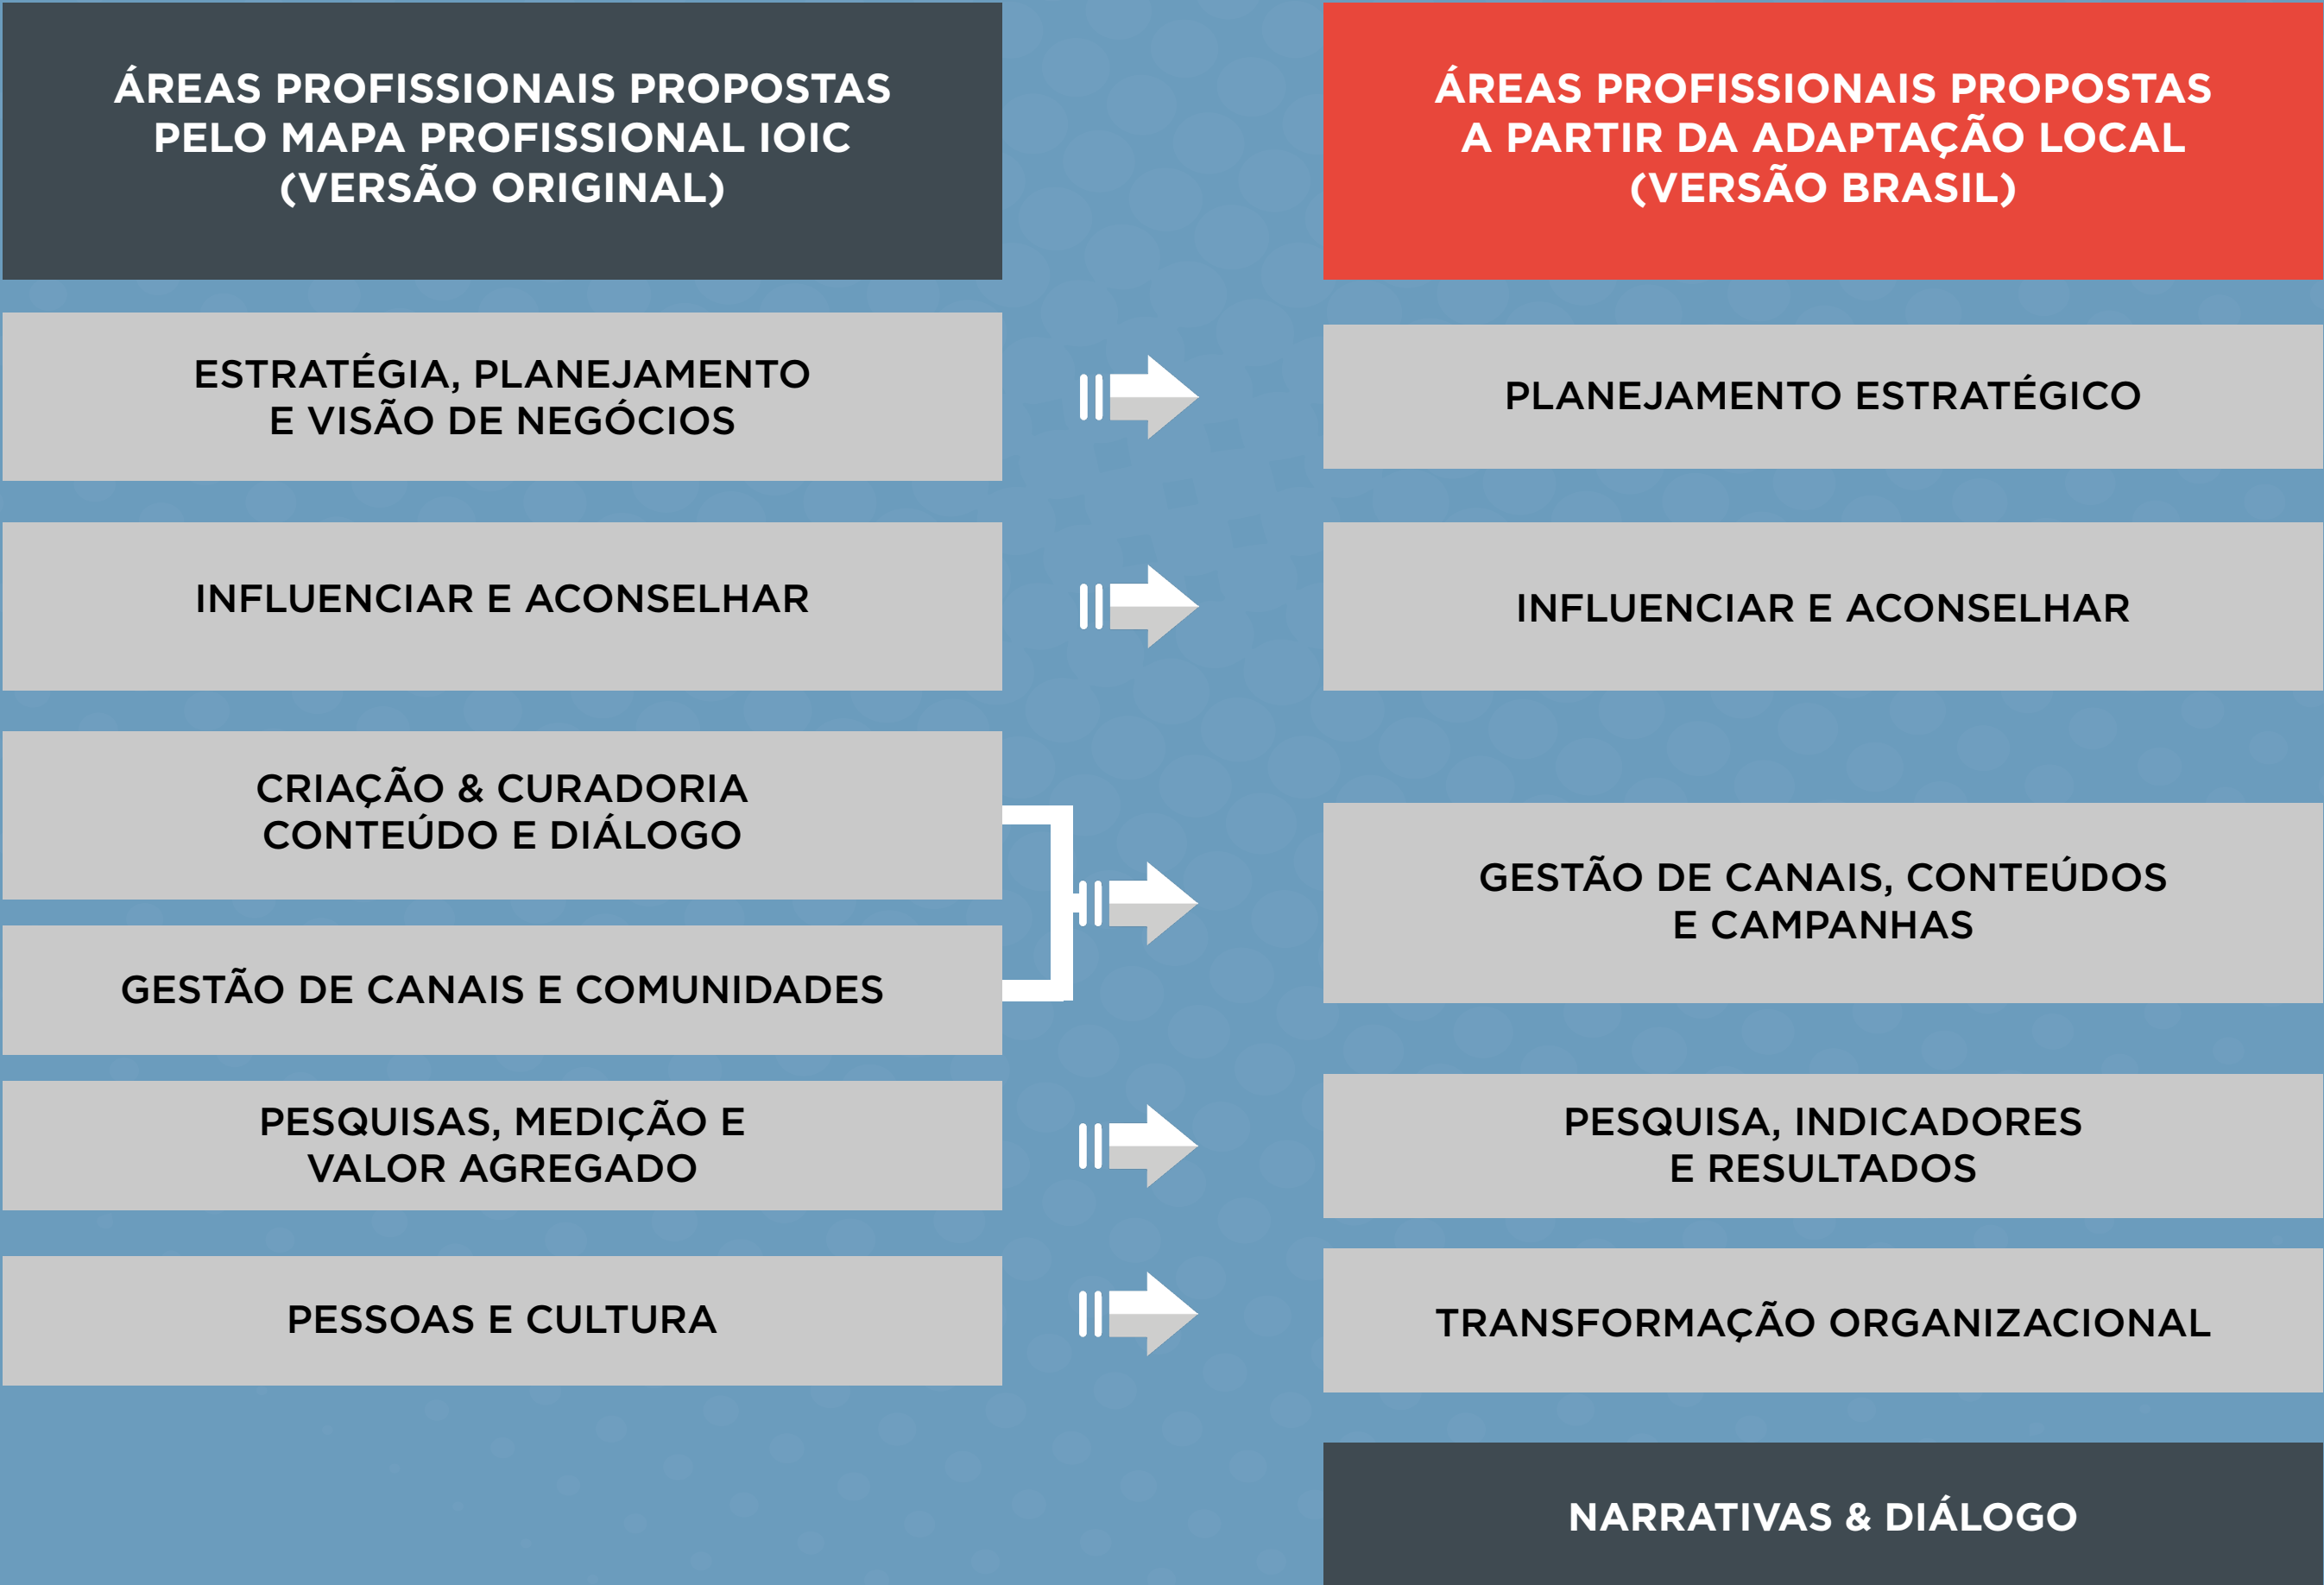 ÁREAS PROFISSIONAIS PROPOSTAS
PELO MAPA PROFISSIONAL IOIC
(VERSÃO ORIGINAL)
ÁREAS PROFISSIONAIS PROPOSTAS
A PARTIR DA ADAPTAÇÃO LOCAL
(VERSÃO BRASIL)
ESTRATÉGIA, PLANEJAMENTO
E VISÃO DE NEGÓCIOS
PLANEJAMENTO ESTRATÉGICO
INFLUENCIAR E ACONSELHAR
INFLUENCIAR E ACONSELHAR
CRIAÇÃO & CURADORIA
CONTEÚDO E DIÁLOGO
GESTÃO DE CANAIS E COMUNIDADES
GESTÃO DE CANAIS, CONTEÚDOS
E CAMPANHAS
PESQUISAS, MEDIÇÃO E
VALOR AGREGADO
PESQUISA, INDICADORES
E RESULTADOS
PESSOAS E CULTURA
TRANSFORMAÇÃO ORGANIZACIONAL
NARRATIVAS & DIÁLOGO